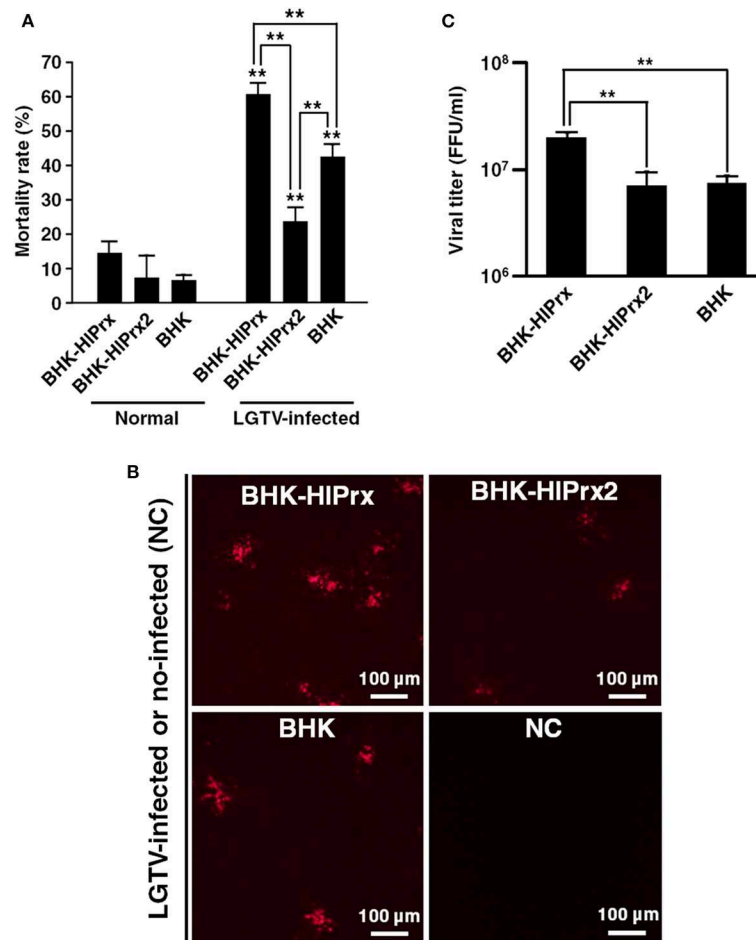 A
Mortality rate (%)
70
60
50
40
30
20
10
0
**
**
**
**
**
**
BHK-HlPrx
BHK-HlPrx2
BHK
BHK-HlPrx
BHK-HlPrx2
BHK
Normal
LGTV-infected
C
Viral titer (FFU/ml)
10⁸
10⁷
10⁶
**
**
BHK-HlPrx
BHK-HlPrx2
BHK
B
LGTV-infected or no-infected (NC)
BHK-HlPrx
100 μm
BHK-HlPrx2
100 μm
BHK
100 μm
NC
100 μm